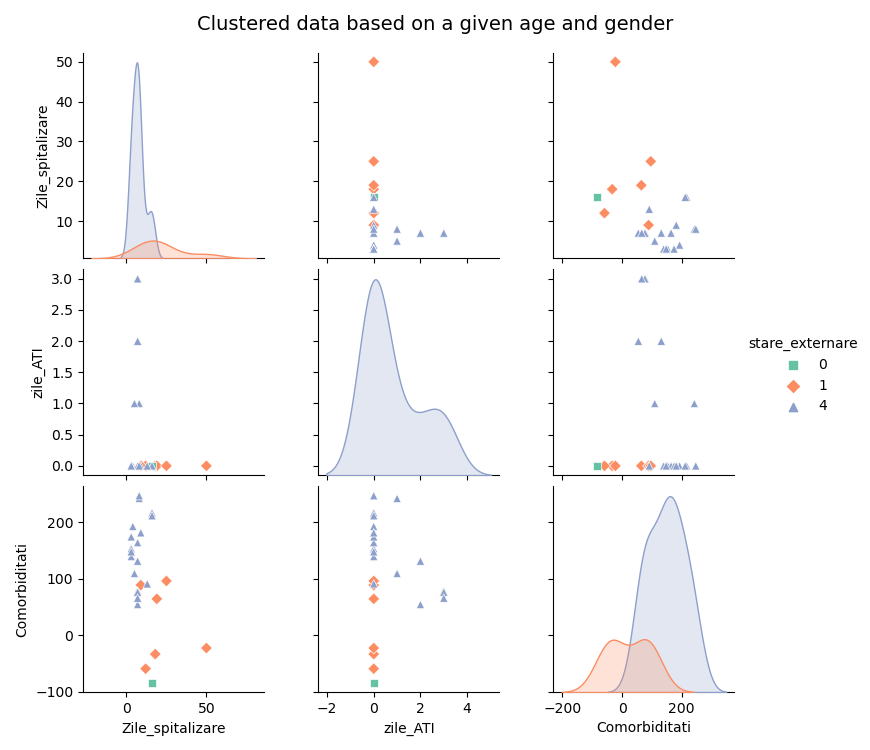 Clustered data based on a given age and gender
50
40
30
20
10
Zile_spitalizare
3.0
2.5
2.0
1.5
1.0
0.5
0.0
zile_ATI
stare_externare
0
1
4
200
100
0
−100
Comorbiditati
0 50
−2 0 2 4
−200 0 200
Zile_spitalizare
zile_ATI
Comorbiditati